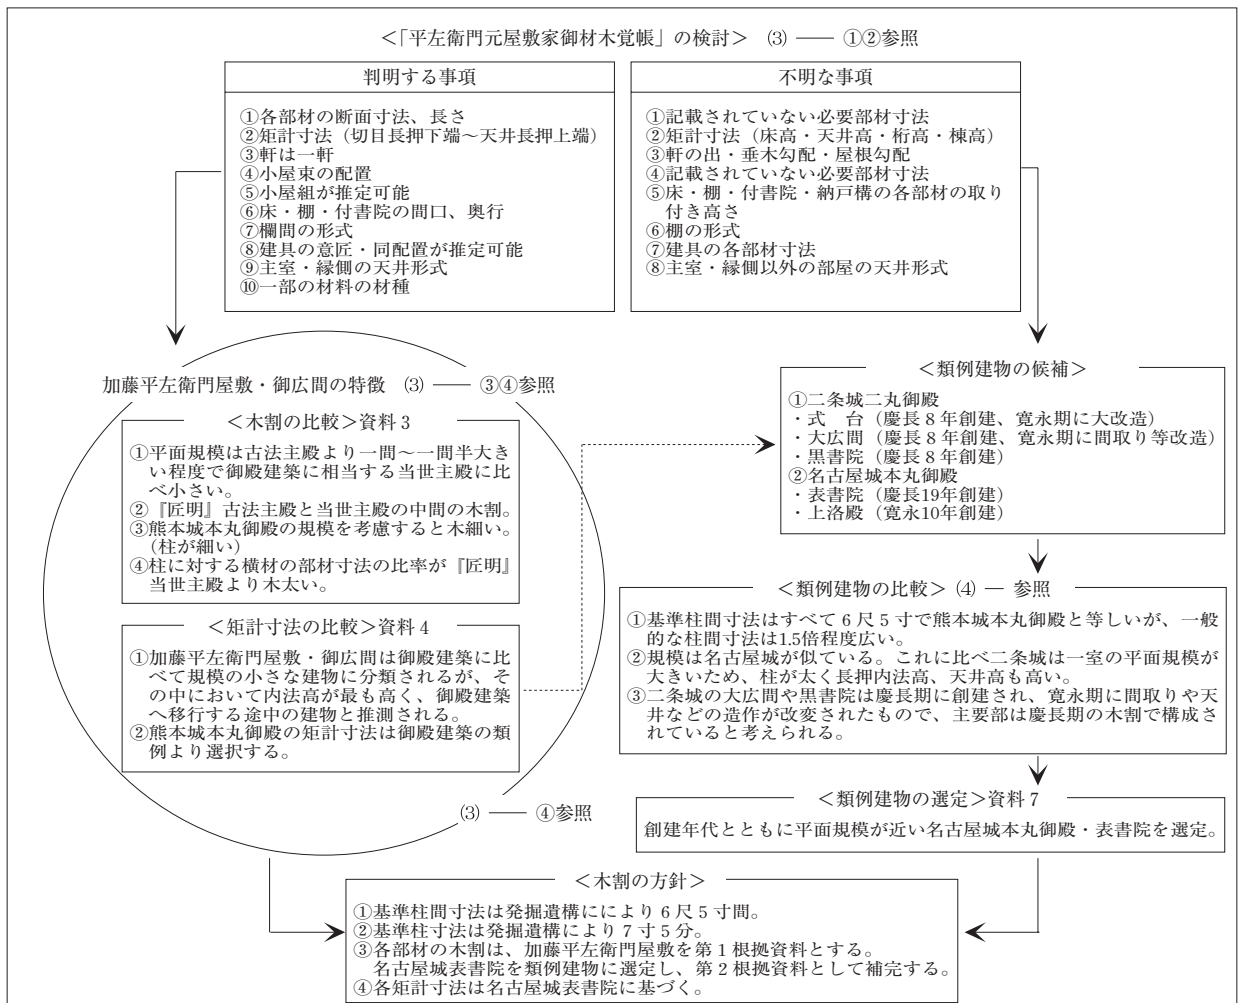 ＜「平左衛門元屋敷家御材木覚帳」の検討＞ ⑶ ── ①②参照
判明する事項
①各部材の断面寸法、長さ
②矩計寸法（切目長押下端～天井長押上端）
③軒は一軒
④小屋束の配置
⑤小屋組が推定可能
⑥床・棚・付書院の間口、奥行
⑦欄間の形式
⑧建具の意匠・同配置が推定可能
⑨主室・縁側の天井形式
⑩一部の材料の材種
不明な事項
①記載されていない必要部材寸法
②矩計寸法（床高・天井高・桁高・棟高）
③軒の出・垂木勾配・屋根勾配
④記載されていない必要部材寸法
⑤床・棚・付書院・納戸構の各部材の取り
付き高さ
⑥棚の形式
⑦建具の各部材寸法
⑧主室・縁側以外の部屋の天井形式
加藤平左衛門屋敷・御広間の特徴 ⑶ ── ③④参照
＜木割の比較＞資料３
①平面規模は古法主殿より一間～一間半大き
い程度で御殿建築に相当する当世主殿に比
べ小さい。
②『匠明』古法主殿と当世主殿の中間の木割。
③熊本城本丸御殿の規模を考慮すると木細い。
（柱が細い）
④柱に対する横材の部材寸法の比率が『匠明』
当世主殿より木太い。
＜矩計寸法の比較＞資料４
①加藤平左衛門屋敷・御広間は御殿建築に比
べて規模の小さな建物に分類されるが、そ
の中において内法高が最も高く、御殿建築
へ移行する途中の建物と推測される。
②熊本城本丸御殿の矩計寸法は御殿建築の類
例より選択する。
⑶ ── ④参照
＜類例建物の候補＞
①二条城二丸御殿
・式　台（慶長８年創建、寛永期に大改造）
・大広間（慶長８年創建、寛永期に間取り等改造）
・黒書院（慶長８年創建）
②名古屋城本丸御殿
・表書院（慶長19年創建）
・上洛殿（寛永10年創建）
＜類例建物の比較＞⑷ ─ 参照
①基準柱間寸法はすべて６尺５寸で熊本城本丸御殿と等しいが、一般
的な柱間寸法は1.5倍程度広い。
②規模は名古屋城が似ている。これに比べ二条城は一室の平面規模が
大きいため、柱が太く長押内法高、天井高も高い。
③二条城の大広間や黒書院は慶長期に創建され、寛永期に間取りや天
井などの造作が改変されたもので、主要部は慶長期の木割で構成さ
れていると考えられる。
＜類例建物の選定＞資料７
創建年代とともに平面規模が近い名古屋城本丸御殿・表書院を選定。
＜木割の方針＞
①基準柱間寸法は発掘遺構ににより６尺５寸間。
②基準柱寸法は発掘遺構により７寸５分。
③各部材の木割は、加藤平左衛門屋敷を第１根拠資料とする。
名古屋城表書院を類例建物に選定し、第２根拠資料として補完する。
④各矩計寸法は名古屋城表書院に基づく。